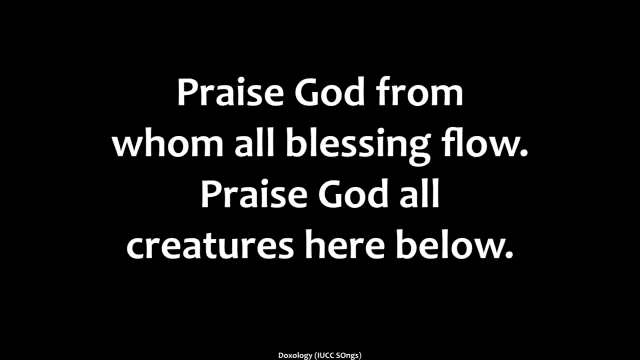 Praise God from
whom all blessing flow.
Praise God all
creatures here below.
Doxology (IUCC SOngs)